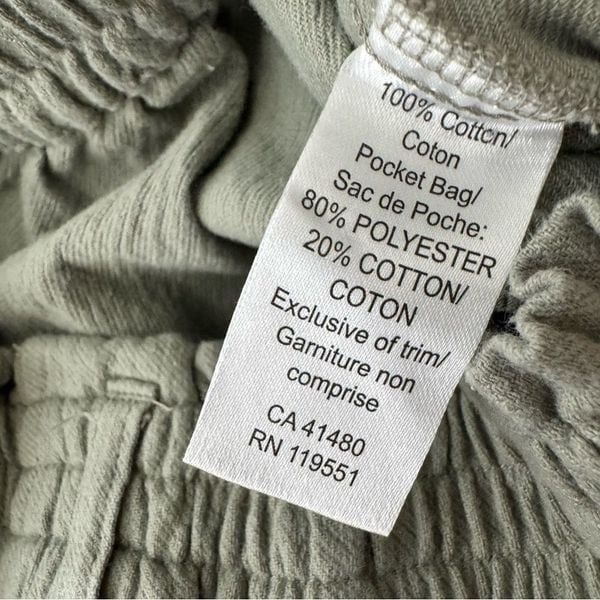 100% Cotton/
Coton
Pocket Bag/
Sac de Poche:
80% POLYESTER
20% COTTON/
COTON
Exclusive of trim/
Garniture non
comprise
CA 41480
RN 119551